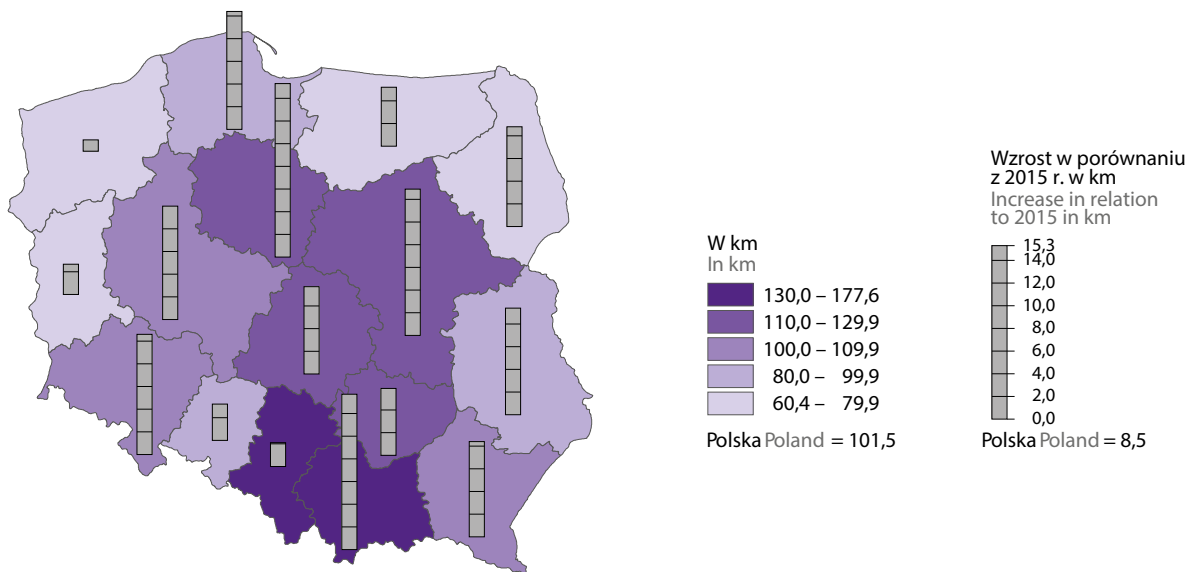 W km
In km
130,0 – 177,6
110,0 – 129,9
100,0 – 109,9
80,0 – 99,9
60,4 – 79,9
Polska Poland = 101,5
Wzrost w porównaniu
z 2015 r. w km
Increase in relation
to 2015 in km
15,3
14,0
12,0
10,0
8,0
6,0
4,0
2,0
0,0
Polska Poland = 8,5